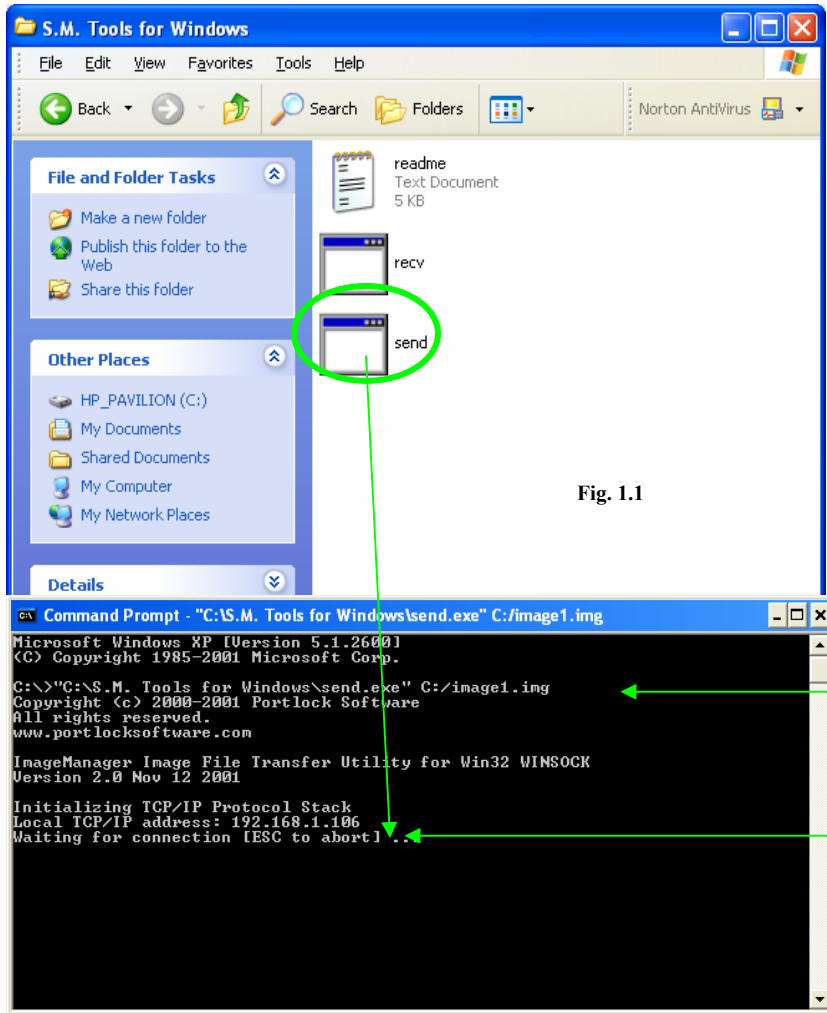 S.M. Tools for Windows
File Edit View Favorites Tools Help
Back Search Folders Norton AntiVirus
File and Folder Tasks
Make a new folder
Publish this folder to the
Web
Share this folder
Other Places
HP_PAVILION (C:)
My Documents
Shared Documents
My Computer
My Network Places
Details
readme
Text Document
5 KB
recv
send
Fig. 1.1
Command Prompt - "C:\S.M. Tools for Windows\send.exe" C:/image1.img
Microsoft Windows XP [Version 5.1.2600]
(C) Copyright 1985-2001 Microsoft Corp.
C:\>"C:\S.M. Tools for Windows\send.exe" C:/image1.img
Copyright (c) 2000-2001 Portlock Software
All rights reserved.
www.portlocksoftware.com
ImageManager Image File Transfer Utility for Win32 WINSOCK
Version 2.0 Nov 12 2001
Initializing TCP/IP Protocol Stack
Local TCP/IP address: 192.168.1.106
Waiting for connection [ESC to abort] ...